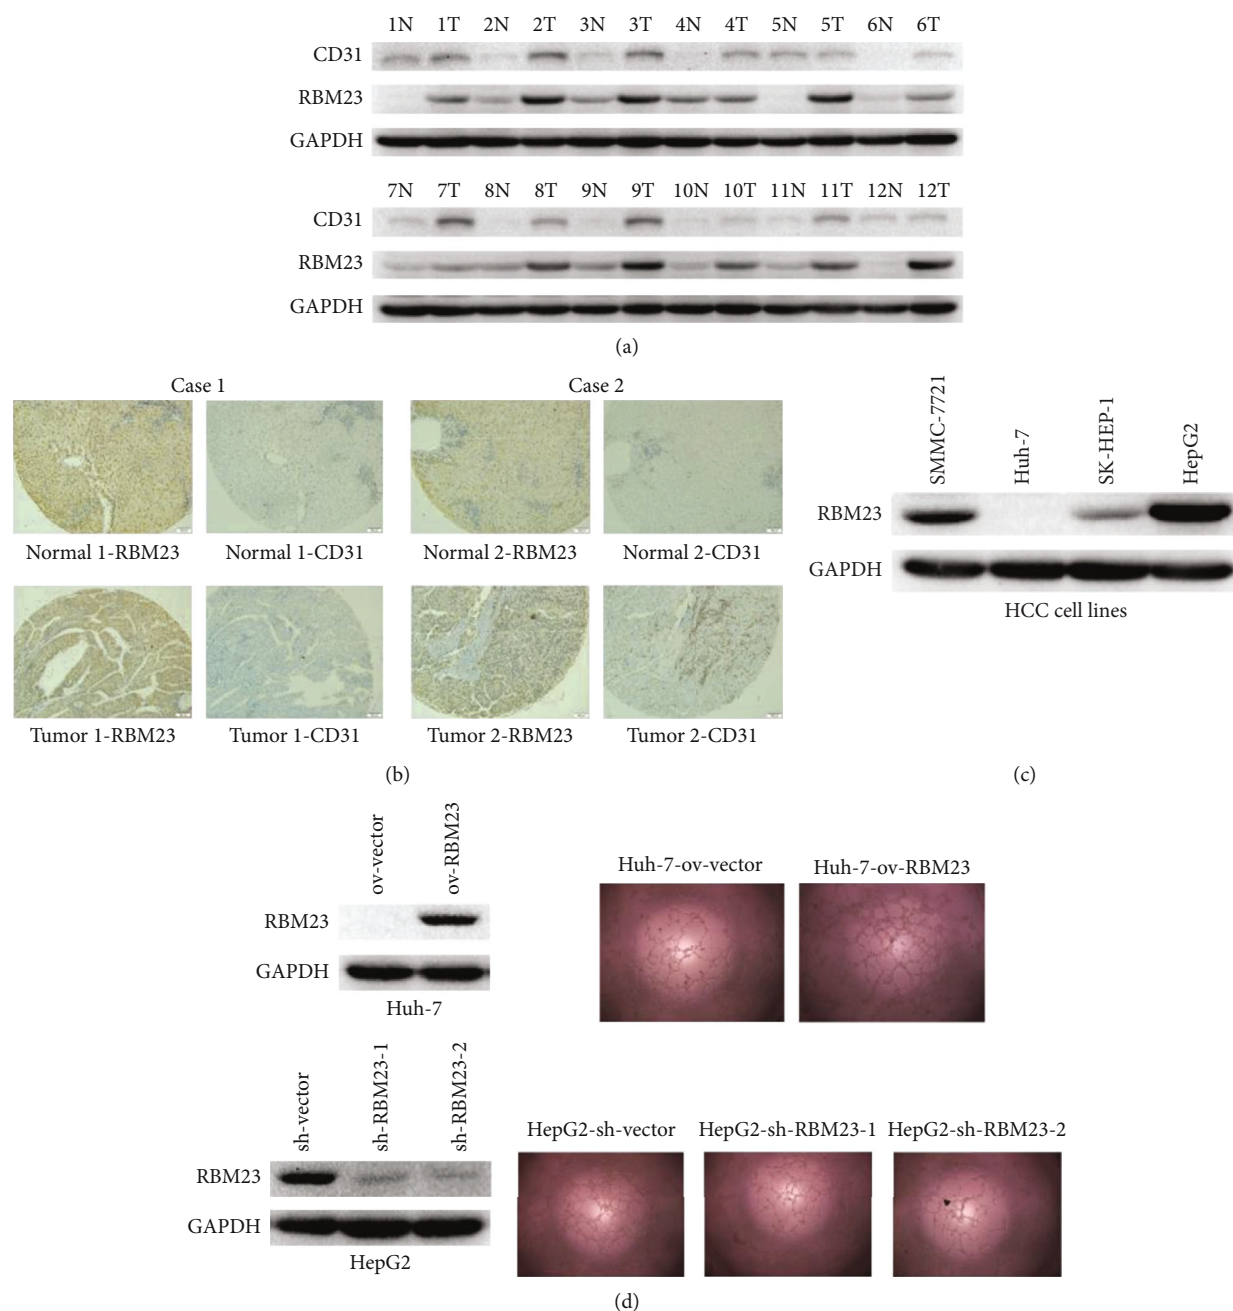 1N 1T 2N 2T 3N 3T 4N 4T 5N 5T 6N 6T
CD31
RBM23
GAPDH
7N 7T 8N 8T 9N 9T 10N 10T 11N 11T 12N 12T
CD31
RBM23
GAPDH
(a)
Case 1 Case 2
Normal 1-RBM23 Normal 1-CD31 Normal 2-RBM23 Normal 2-CD31
Tumor 1-RBM23 Tumor 1-CD31 Tumor 2-RBM23 Tumor 2-CD31
(b)
SMMC-7721
Huh-7
SK-HEP-1
HepG2
RBM23
GAPDH
HCC cell lines
(c)
ov-vector
ov-RBM23
RBM23
GAPDH
Huh-7
Huh-7-ov-vector Huh-7-ov-RBM23
sh-vector
sh-RBM23-1
sh-RBM23-2
RBM23
GAPDH
HepG2
HepG2-sh-vector HepG2-sh-RBM23-1 HepG2-sh-RBM23-2
(d)